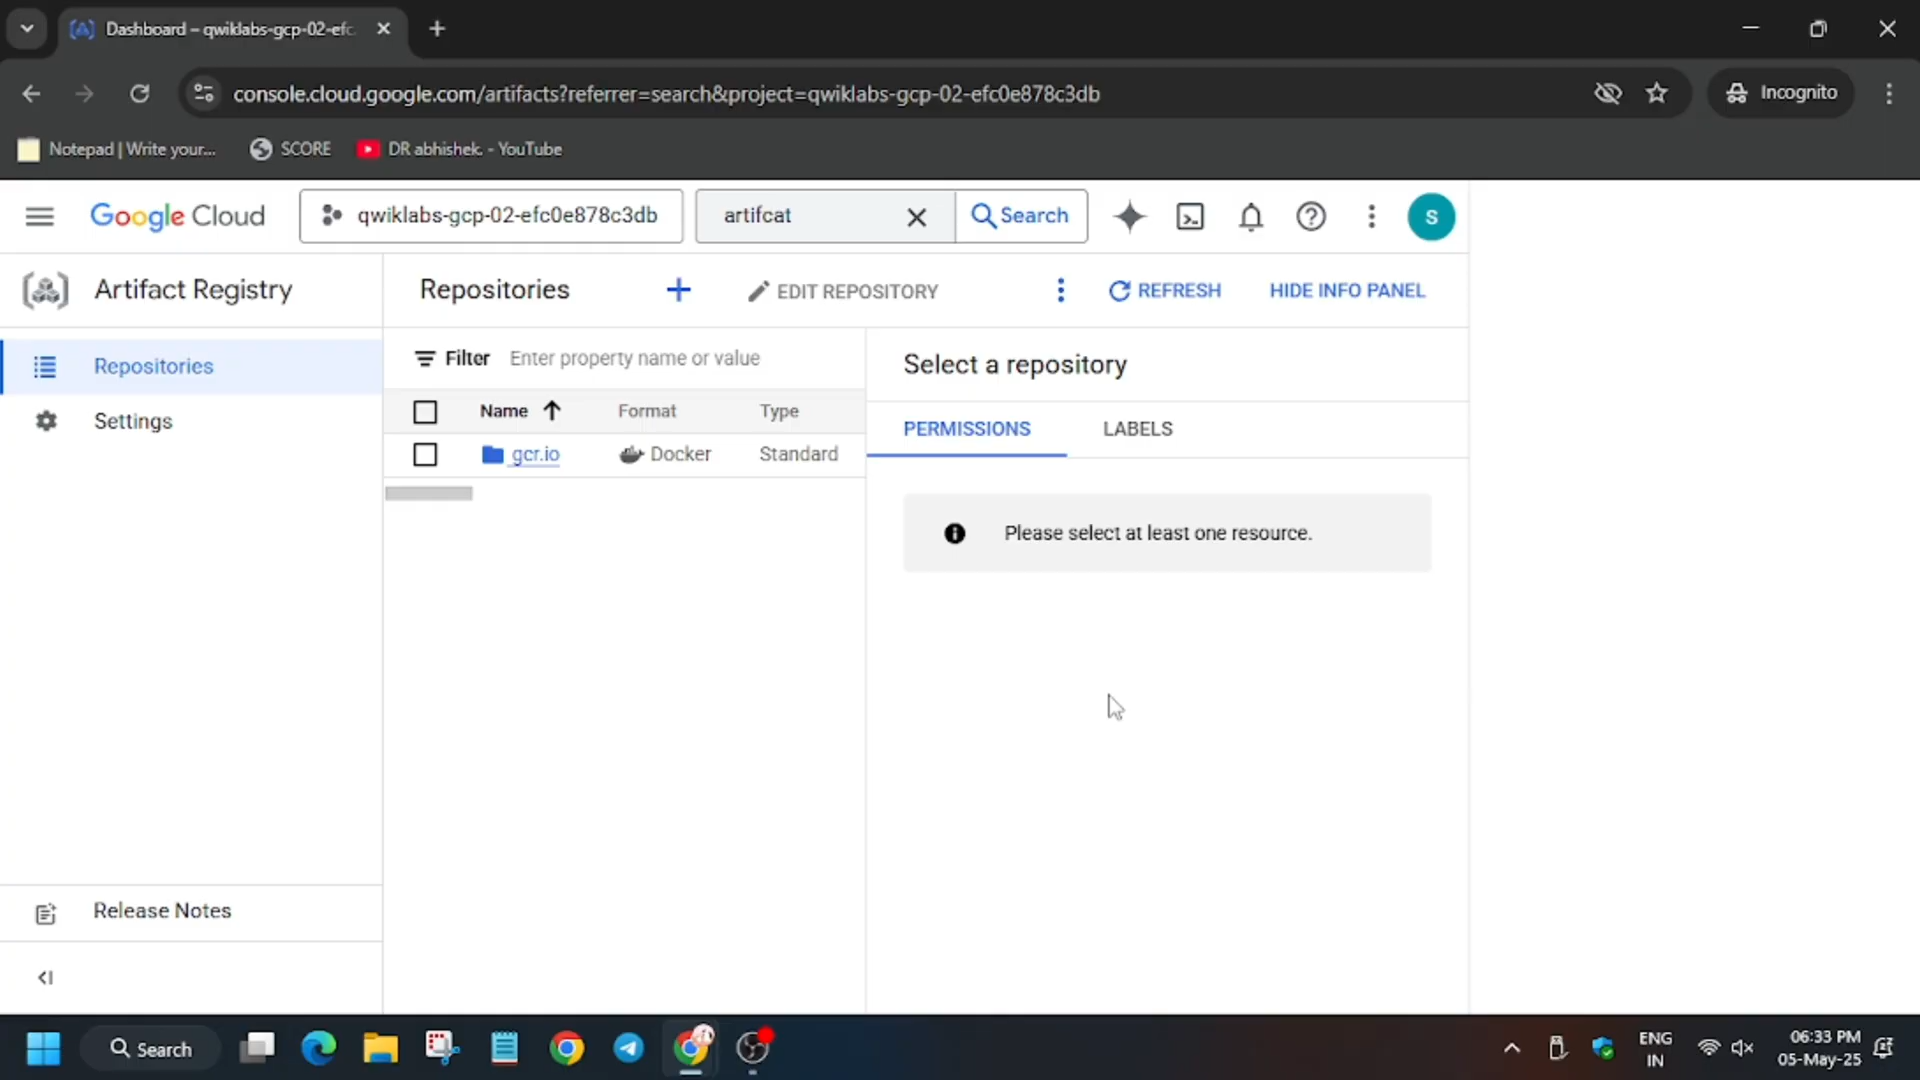 Dashboard – qwiklabs-gcp-02-efc
console.cloud.google.com/artifacts?referrer=search&project=qwiklabs-gcp-02-efc0e878c3db
Incognito
Notepad | Write your...
SCORE
DR abhishek. - YouTube
Google Cloud
qwiklabs-gcp-02-efc0e878c3db
artifcat
Search
S
Artifact Registry
Repositories
EDIT REPOSITORY
REFRESH
HIDE INFO PANEL
Repositories
Settings
Filter
Enter property name or value
Name
Format
Type
gcr.io
Docker
Standard
Select a repository
PERMISSIONS
LABELS
Please select at least one resource.
Release Notes
Search
ENG
IN
06:33 PM
05-May-25